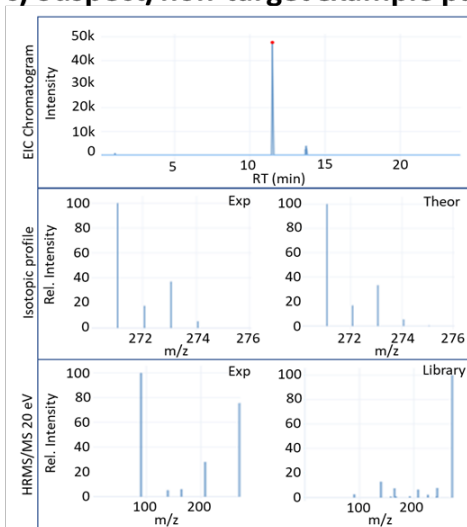 EIC Chromatogram
Intensity
50k
40k
30k
20k
10k
0
5
10
15
20
RT (min)
Isotopic profile
Rel. Intensity
100
80
60
40
20
0
Exp
272
274
276
m/z
100
80
60
40
20
0
Theor
272
274
276
m/z
HRMS/MS 20 eV
Rel. Intensity
100
80
60
40
20
0
Exp
100
200
m/z
100
80
60
40
20
0
Library
100
200
m/z